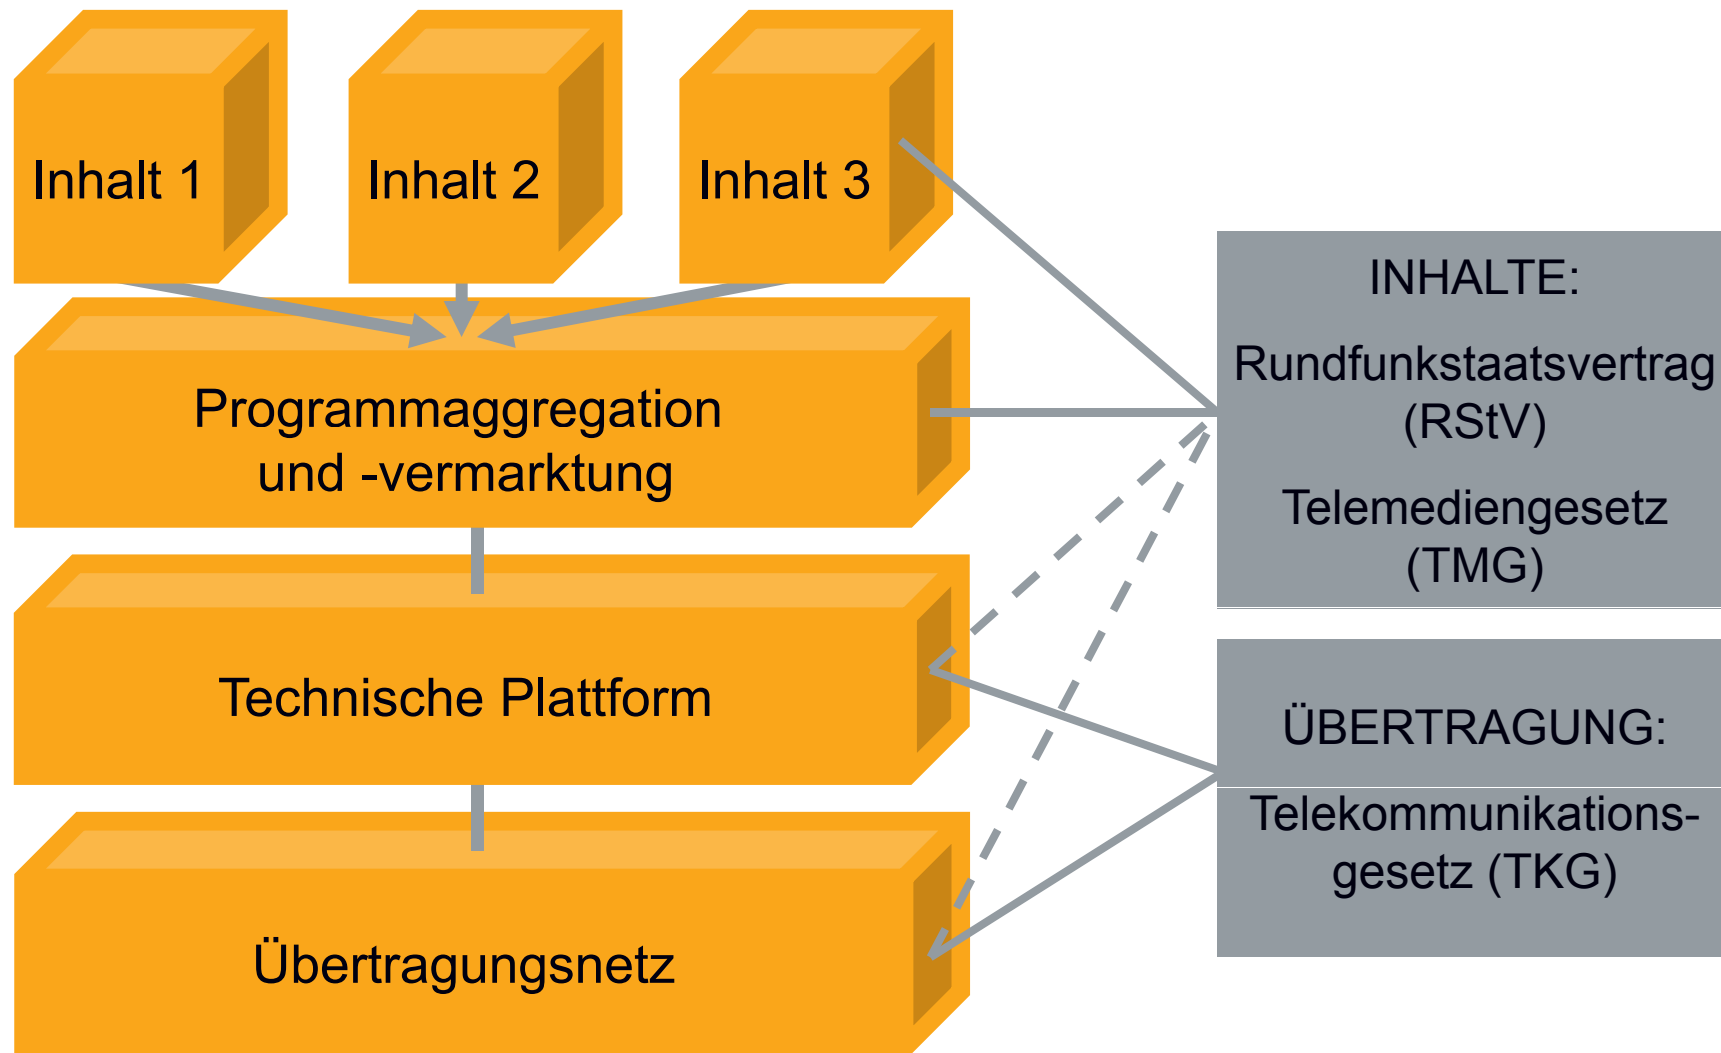 Inhalt 1
Inhalt 2
Inhalt 3
Programmaggregation
und -vermarktung
Technische Plattform
Übertragungsnetz
INHALTE:
Rundfunkstaatsvertrag
(RStV)
Telemediengesetz
(TMG)
ÜBERTRAGUNG:
Telekommunikations-
gesetz (TKG)